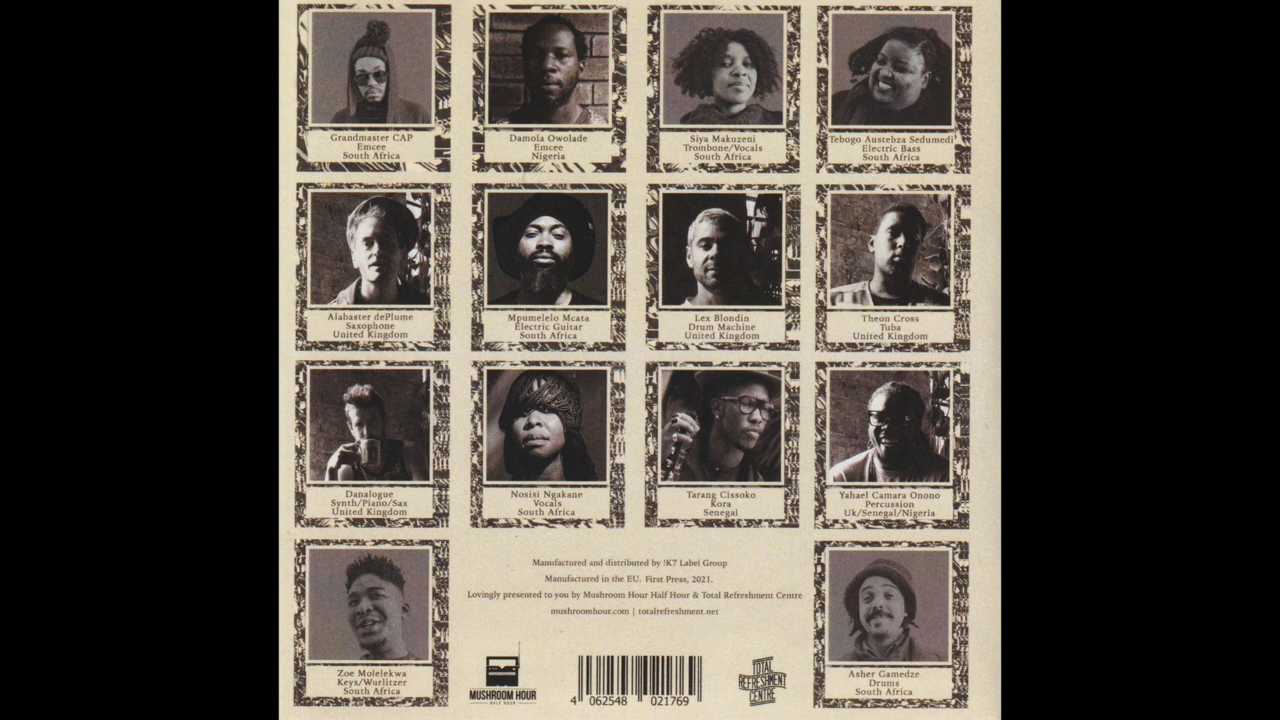 Grandmaster CAP
Emcee
South Africa
Damola Owolade
Emcee
Nigeria
Siya Makuzeni
Trombone/Vocals
South Africa
Tebogo Austebza Sedumedi
Electric Bass
South Africa
Alabaster dePlume
Saxophone
United Kingdom
Mpumelelo Mcata
Electric Guitar
South Africa
Lex Blondin
Drum Machine
United Kingdom
Theon Cross
Tuba
United Kingdom
Danalogue
Synth/Piano/Sax
United Kingdom
Nosisi Ngakane
Vocals
South Africa
Tarang Cissoko
Kora
Senegal
Yahael Camara Onono
Percussion
Uk/Senegal/Nigeria
Zoe Molelekwa
Keys/Wurlitzer
South Africa
Manufactured and distributed by !K7 Label Group
Manufactured in the EU. First Press, 2021.
Lovingly presented to you by Mushroom Hour Half Hour & Total Refreshment Centre
mushroomhour.com | totalrefreshment.net
MUSHROOM HOUR
HALF HOUR
4 062548 021769
TOTAL
REFRESHMENT
CENTRE
Asher Gamedze
Drums
South Africa